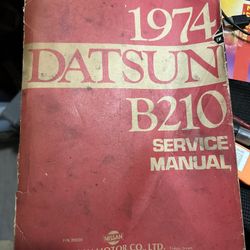 1974
DATSUN
B210
SERVICE
MANUAL
NISSAN
MOTOR CO., LTD.